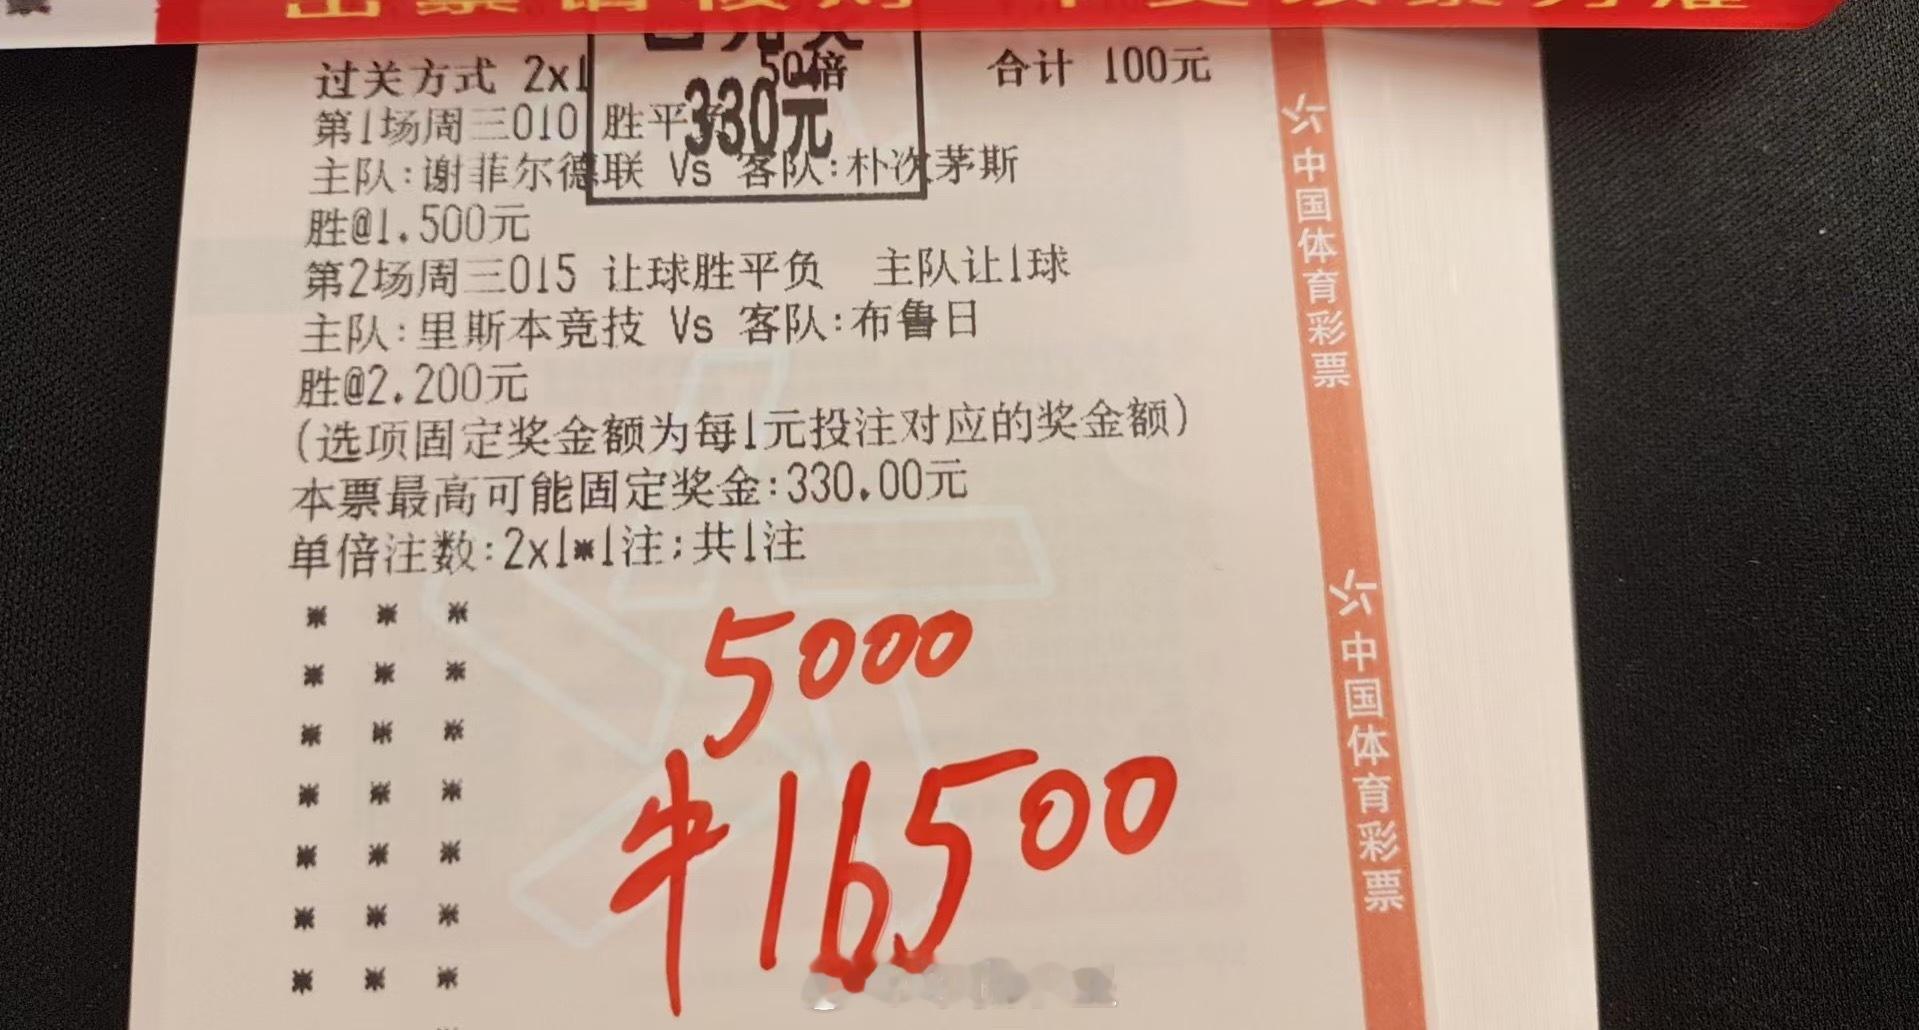 过关方式 2x1 50倍 合计 100元
330元
第1场周三010 胜平负
主队:谢菲尔德联 Vs 客队:朴次茅斯
胜@1.500元
第2场周三015 让球胜平负 主队让1球
主队:里斯本竞技 Vs 客队:布鲁日
胜@2.200元
(选项固定奖金额为每1元投注对应的奖金额)
本票最高可能固定奖金:330.00元
单倍注数:2x1*1注;共1注
5000
中16500
中国体育彩票
中国体育彩票